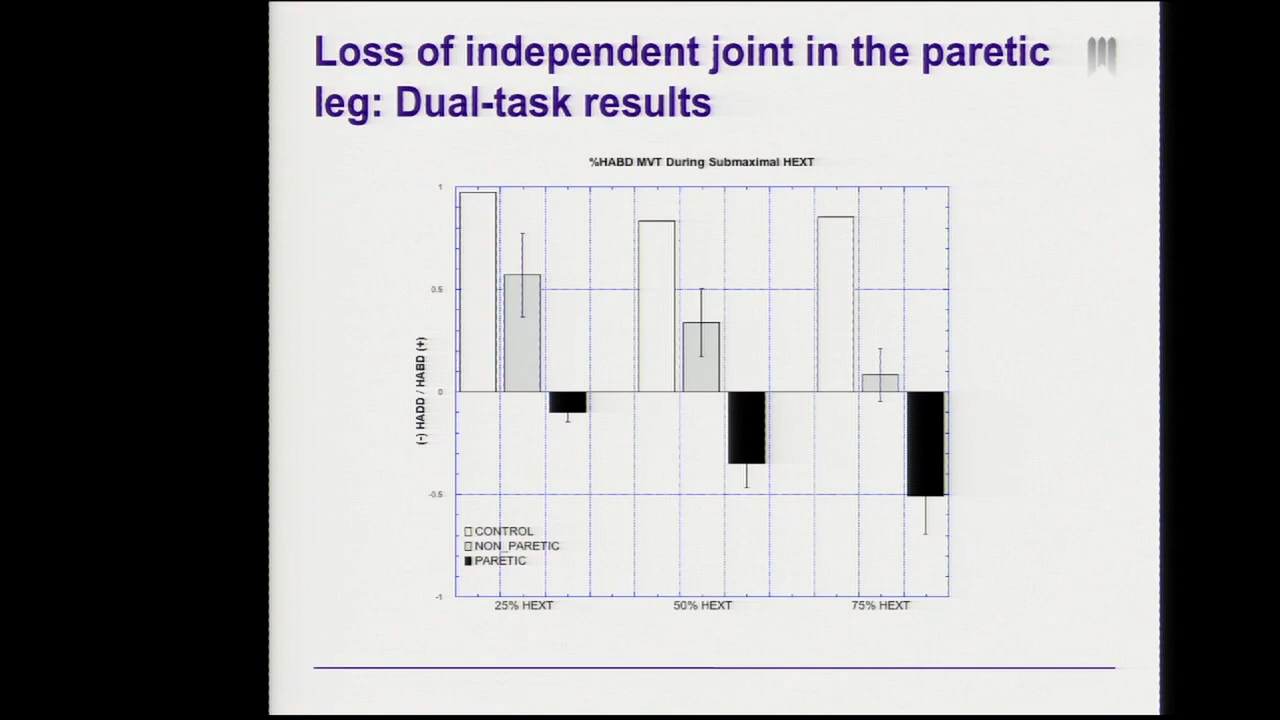 Loss of independent joint in the paretic
leg: Dual-task results
%HABD MVT During Submaximal HEXT
1
0.5
0
-0.5
-1
(-) HADD / HABD (+)
CONTROL
NON_PARETIC
PARETIC
25% HEXT
50% HEXT
75% HEXT